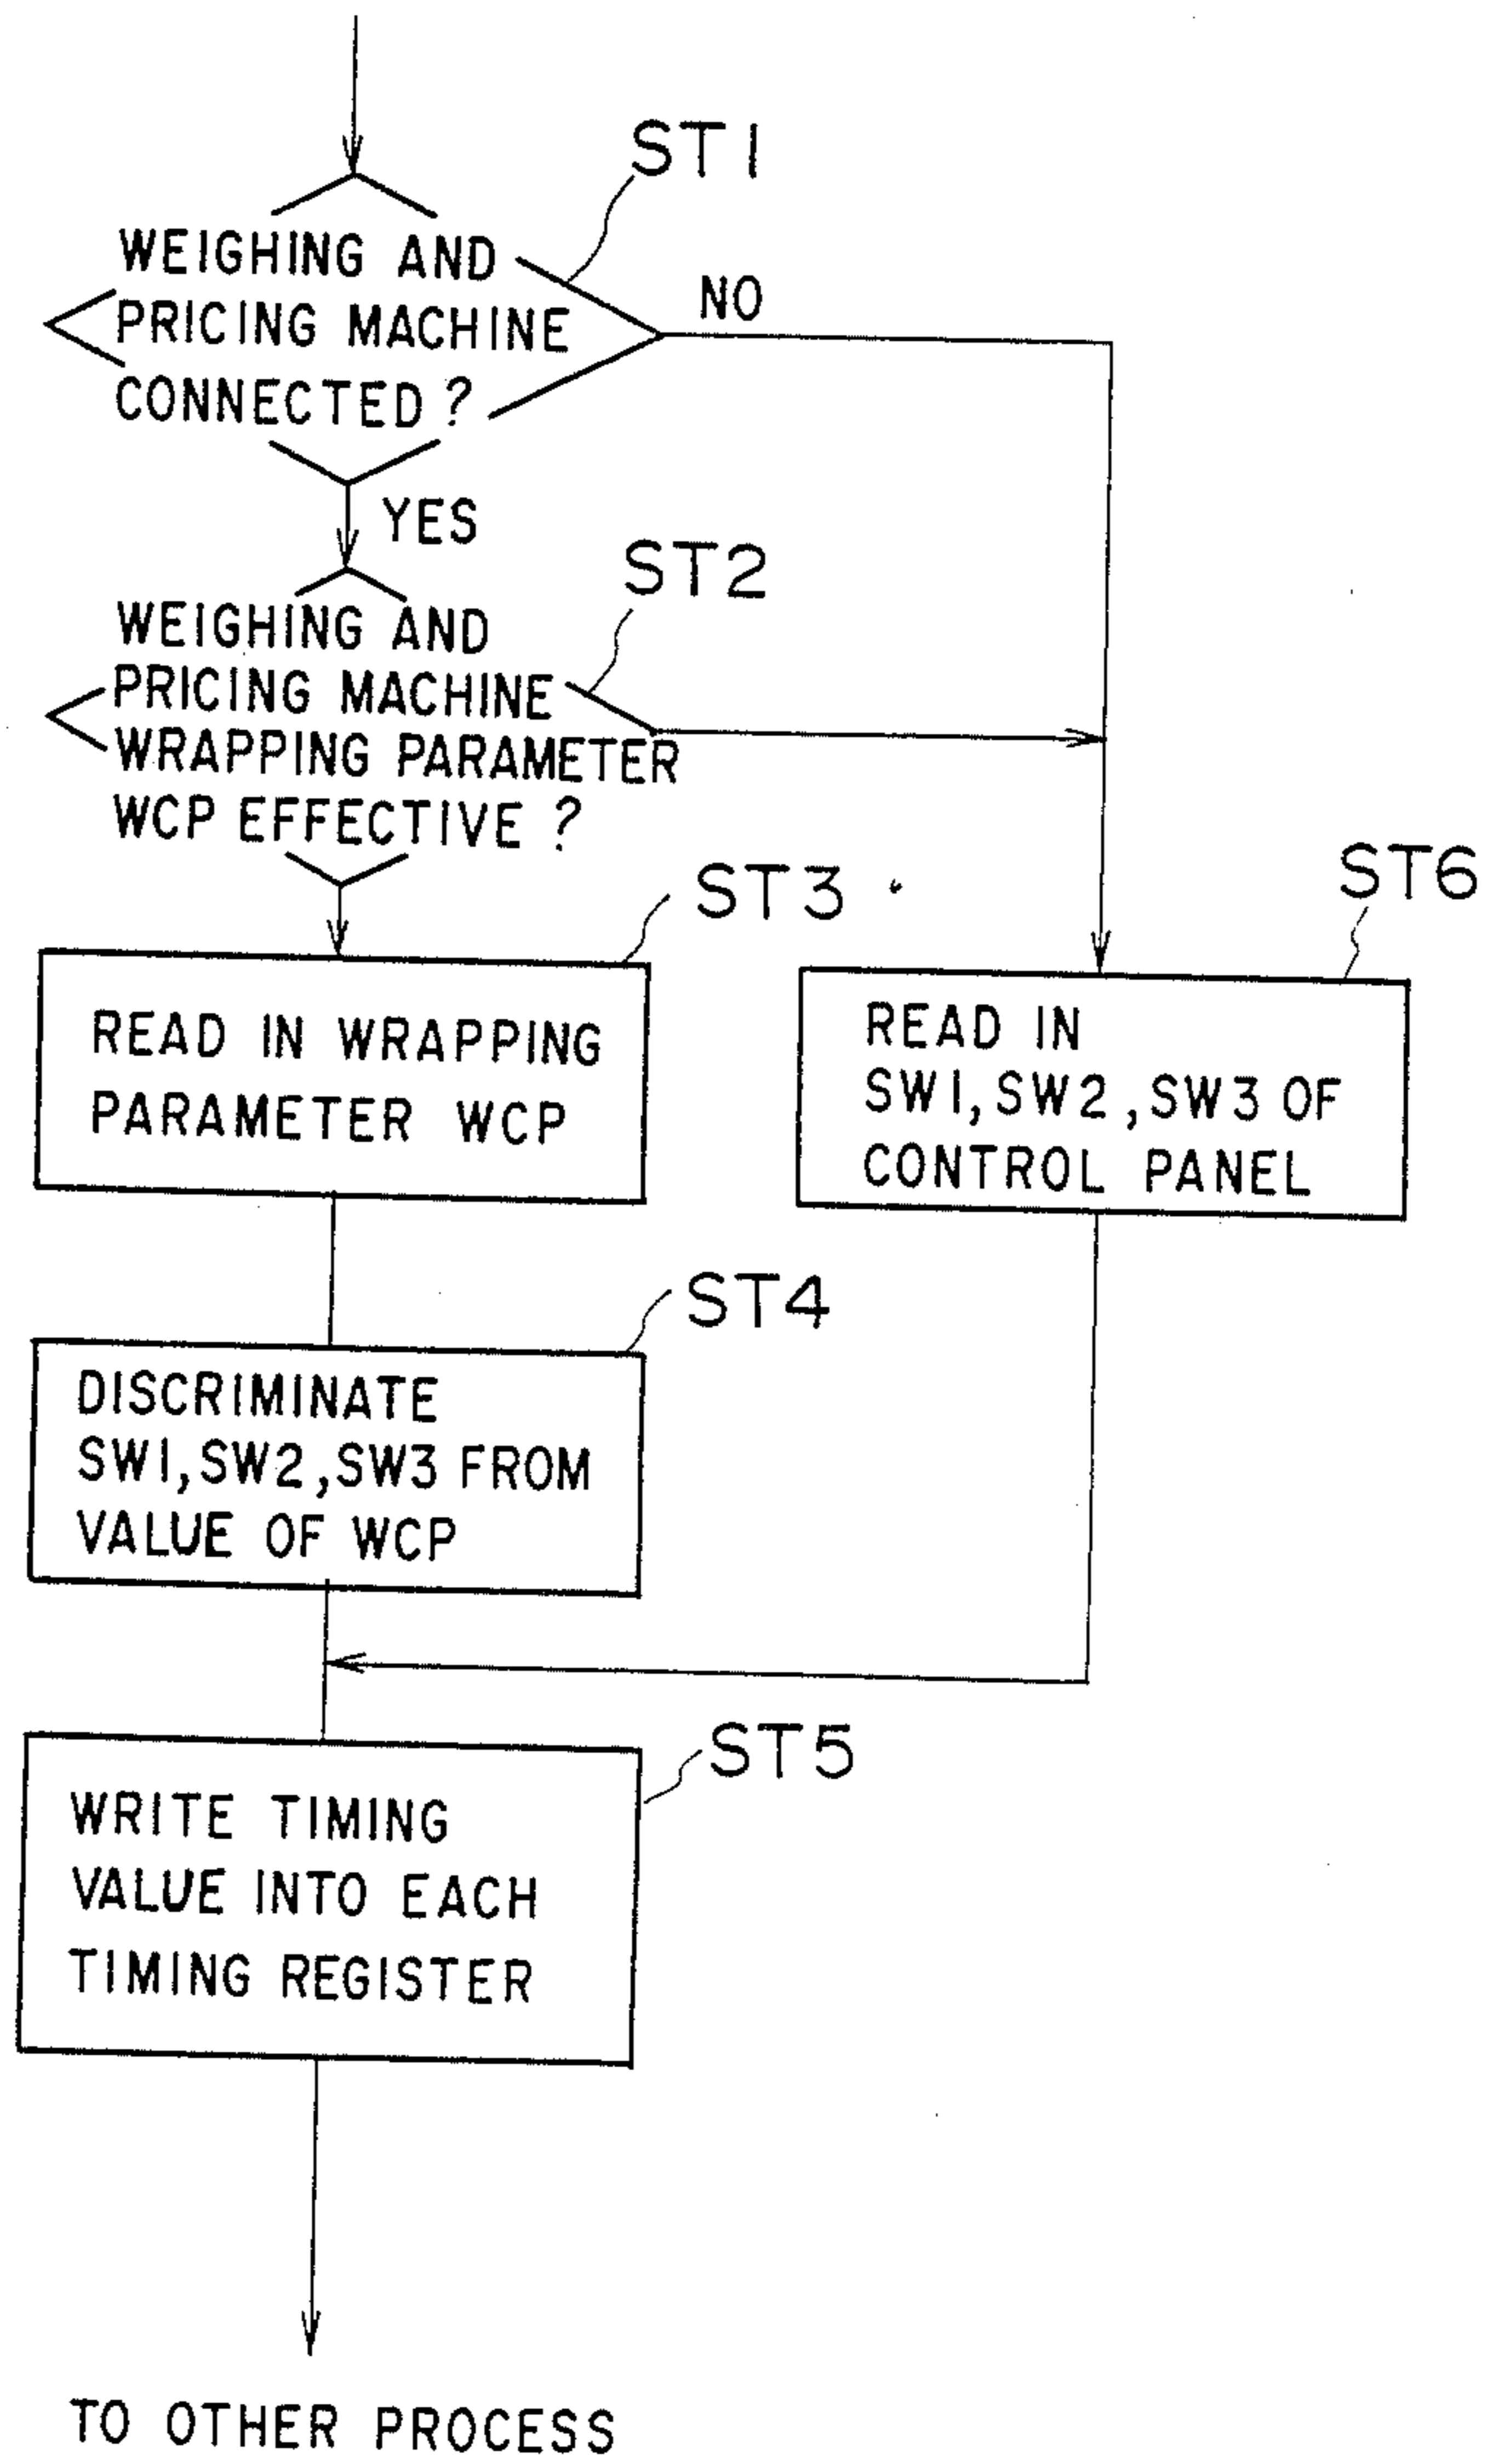 ST1
WEIGHING AND
PRICING MACHINE
CONNECTED ?
NO
YES
ST2
WEIGHING AND
PRICING MACHINE
WRAPPING PARAMETER
WCP EFFECTIVE ?
ST3
READ IN WRAPPING
PARAMETER WCP
ST6
READ IN
SW1, SW2, SW3 OF
CONTROL PANEL
ST4
DISCRIMINATE
SW1, SW2, SW3 FROM
VALUE OF WCP
ST5
WRITE TIMING
VALUE INTO EACH
TIMING REGISTER
TO OTHER PROCESS